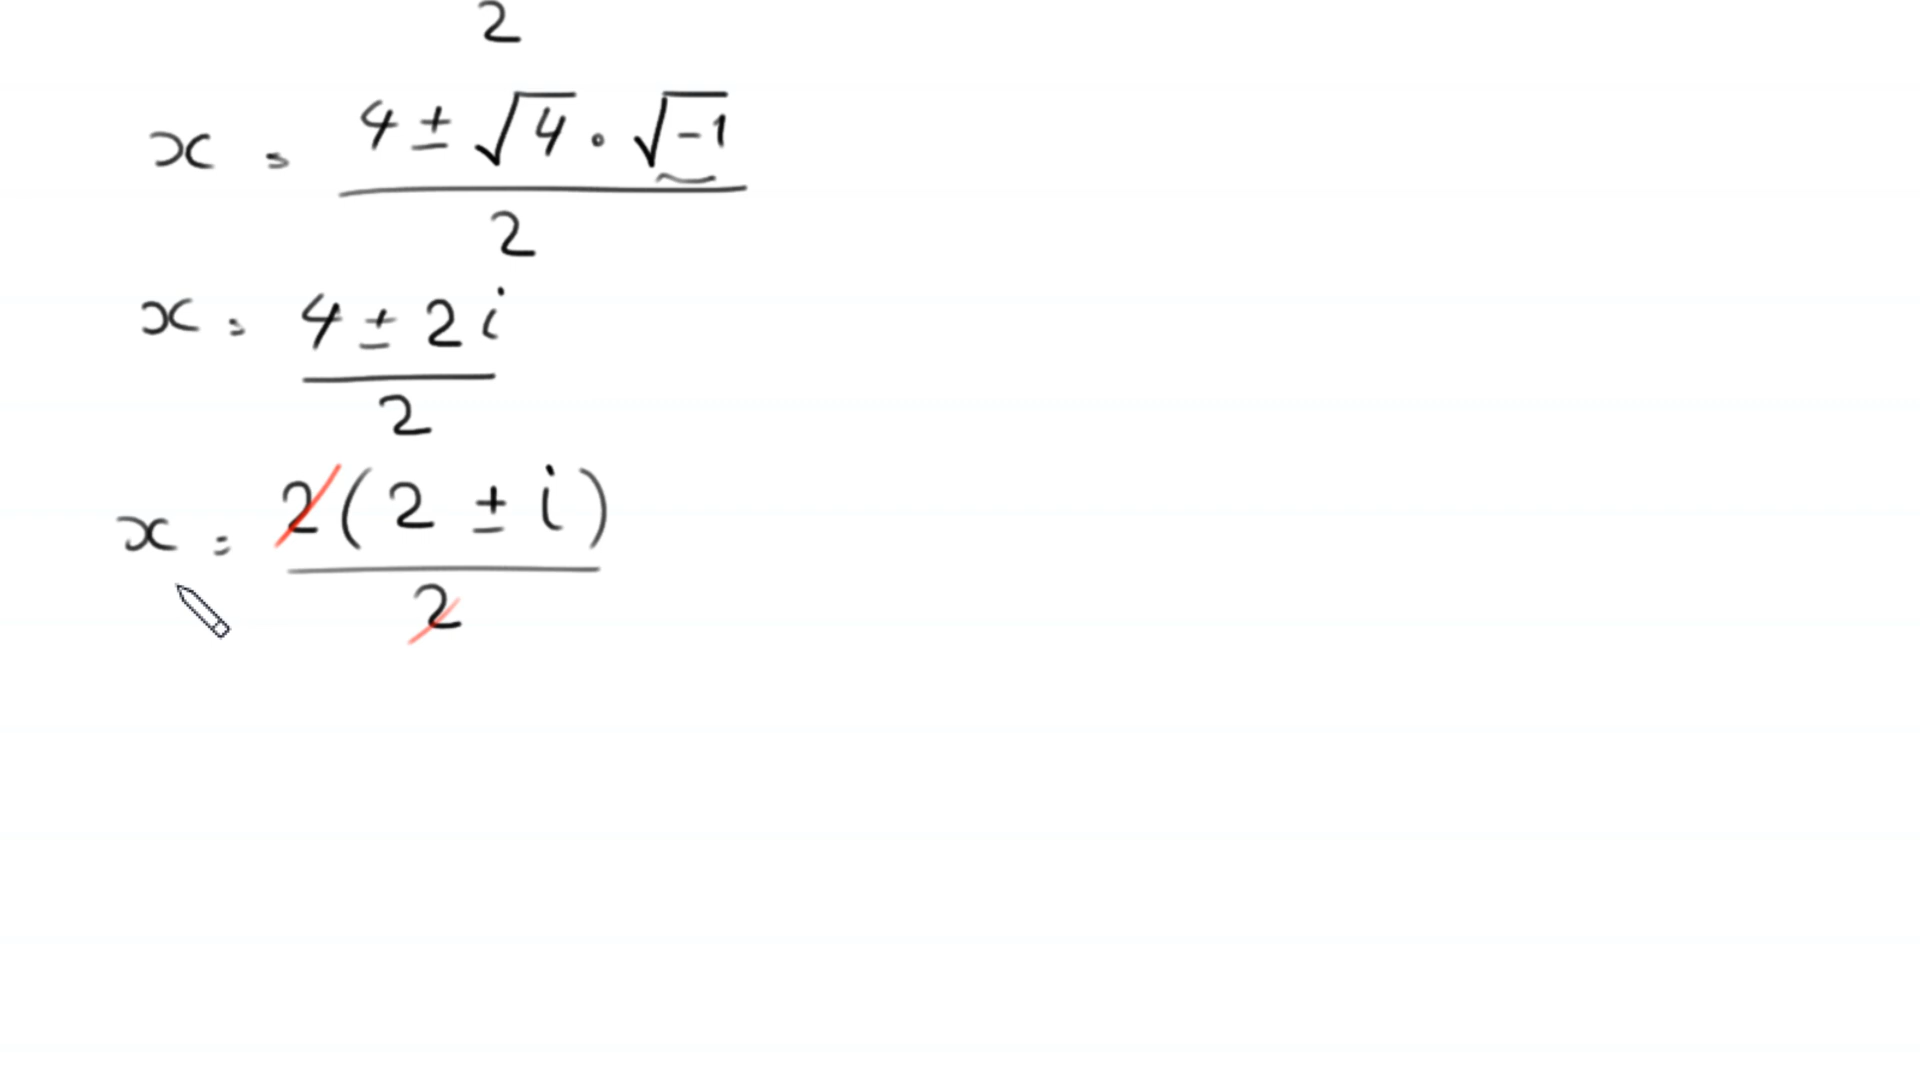 2
x = 4 ± √4 · √-1
2
x = 4 ± 2i
2
x = 2(2 ± i)
2